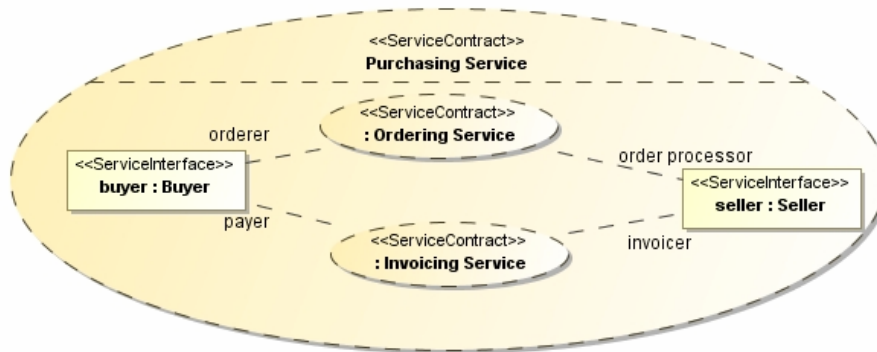 <<ServiceContract>>
Purchasing Service
<<ServiceContract>>
: Ordering Service
orderer
order processor
<<ServiceInterface>>
buyer : Buyer
<<ServiceInterface>>
seller : Seller
payer
<<ServiceContract>>
: Invoicing Service
invoicer